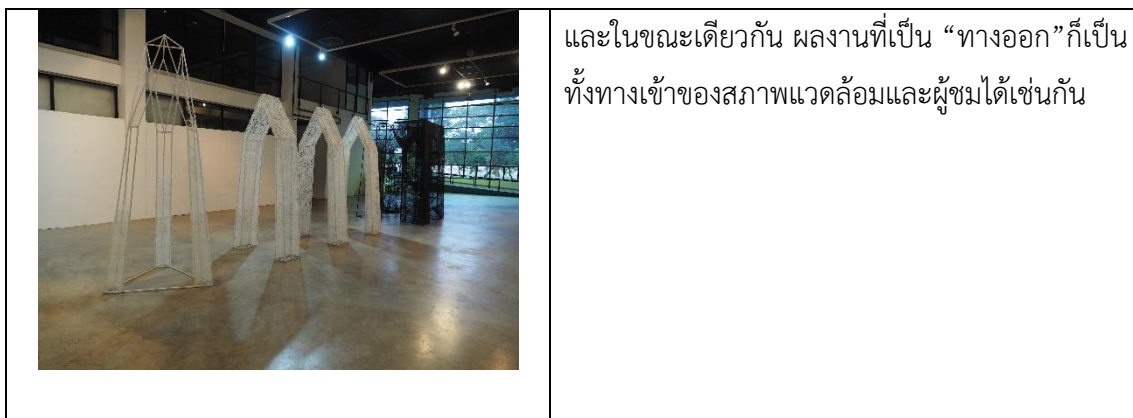 และในขณะเดียวกัน ผลงานที่เป็น “ทางออก”ก็เป็น
ทั้งทางเข้าของสภาพแวดล้อมและผู้ชมได้เช่นกัน